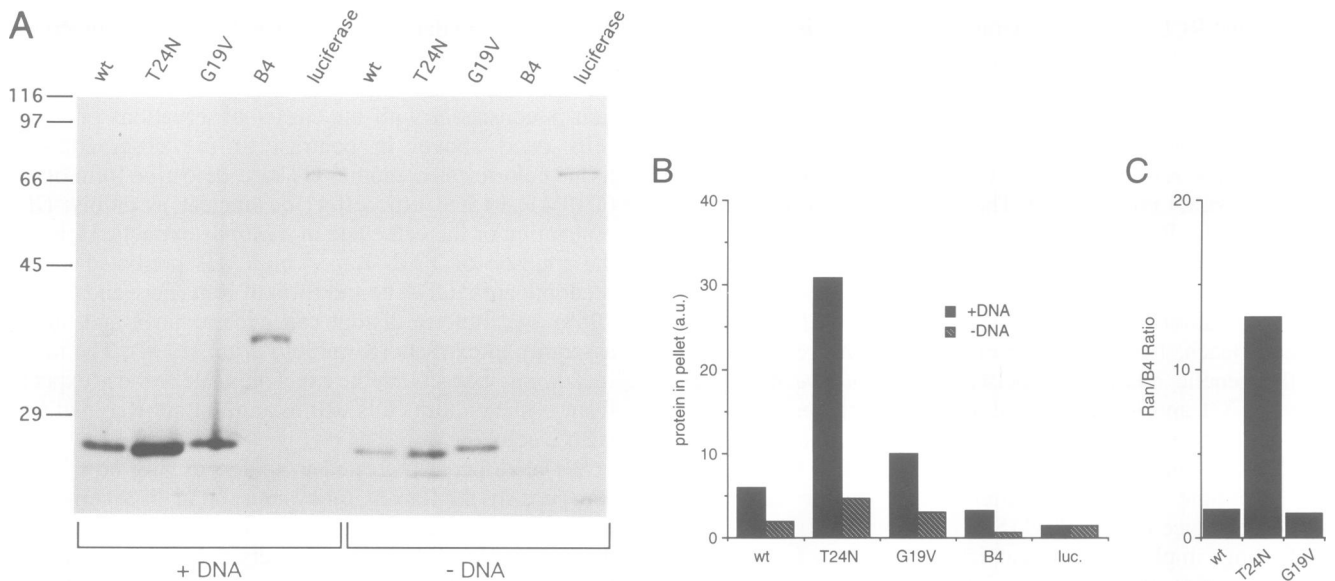 A
wt T24N G19V B4 luciferase wt T24N G19V B4 luciferase
116
97
66
45
29
+ DNA - DNA
B
protein in pellet (a.u.)
40
30
20
10
0
+DNA
-DNA
wt T24N G19V B4 luc.
C
Ran/B4 Ratio
20
10
0
wt T24N G19V